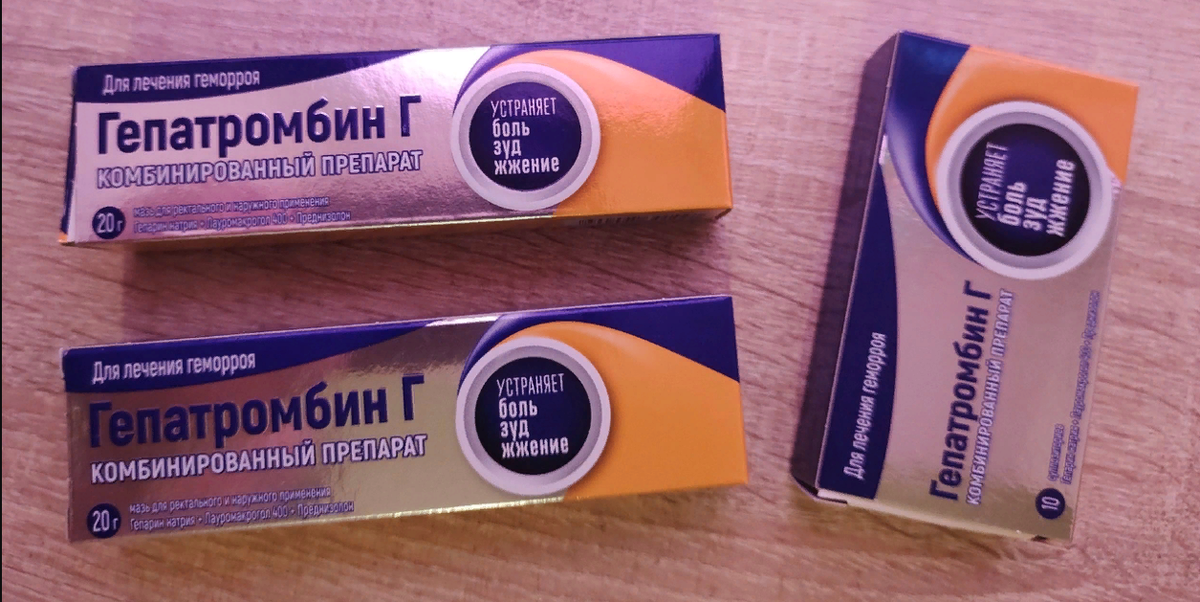 Для лечения геморроя
Гепатромбин Г
КОМБИНИРОВАННЫЙ ПРЕПАРАТ
20 г
мазь для ректального и наружного применения
Гепарин натрия • Лауромакрогол 400 • Преднизолон
УСТРАНЯЕТ
боль
зуд
жжение
Для лечения геморроя
Гепатромбин Г
КОМБИНИРОВАННЫЙ ПРЕПАРАТ
20 г
мазь для ректального и наружного применения
Гепарин натрия • Лауромакрогол 400 • Преднизолон
УСТРАНЯЕТ
боль
зуд
жжение
Для лечения геморроя
Гепатромбин Г
КОМБИНИРОВАННЫЙ ПРЕПАРАТ
10
Гепарин натрия
УСТРАНЯЕТ
боль
зуд
жжение